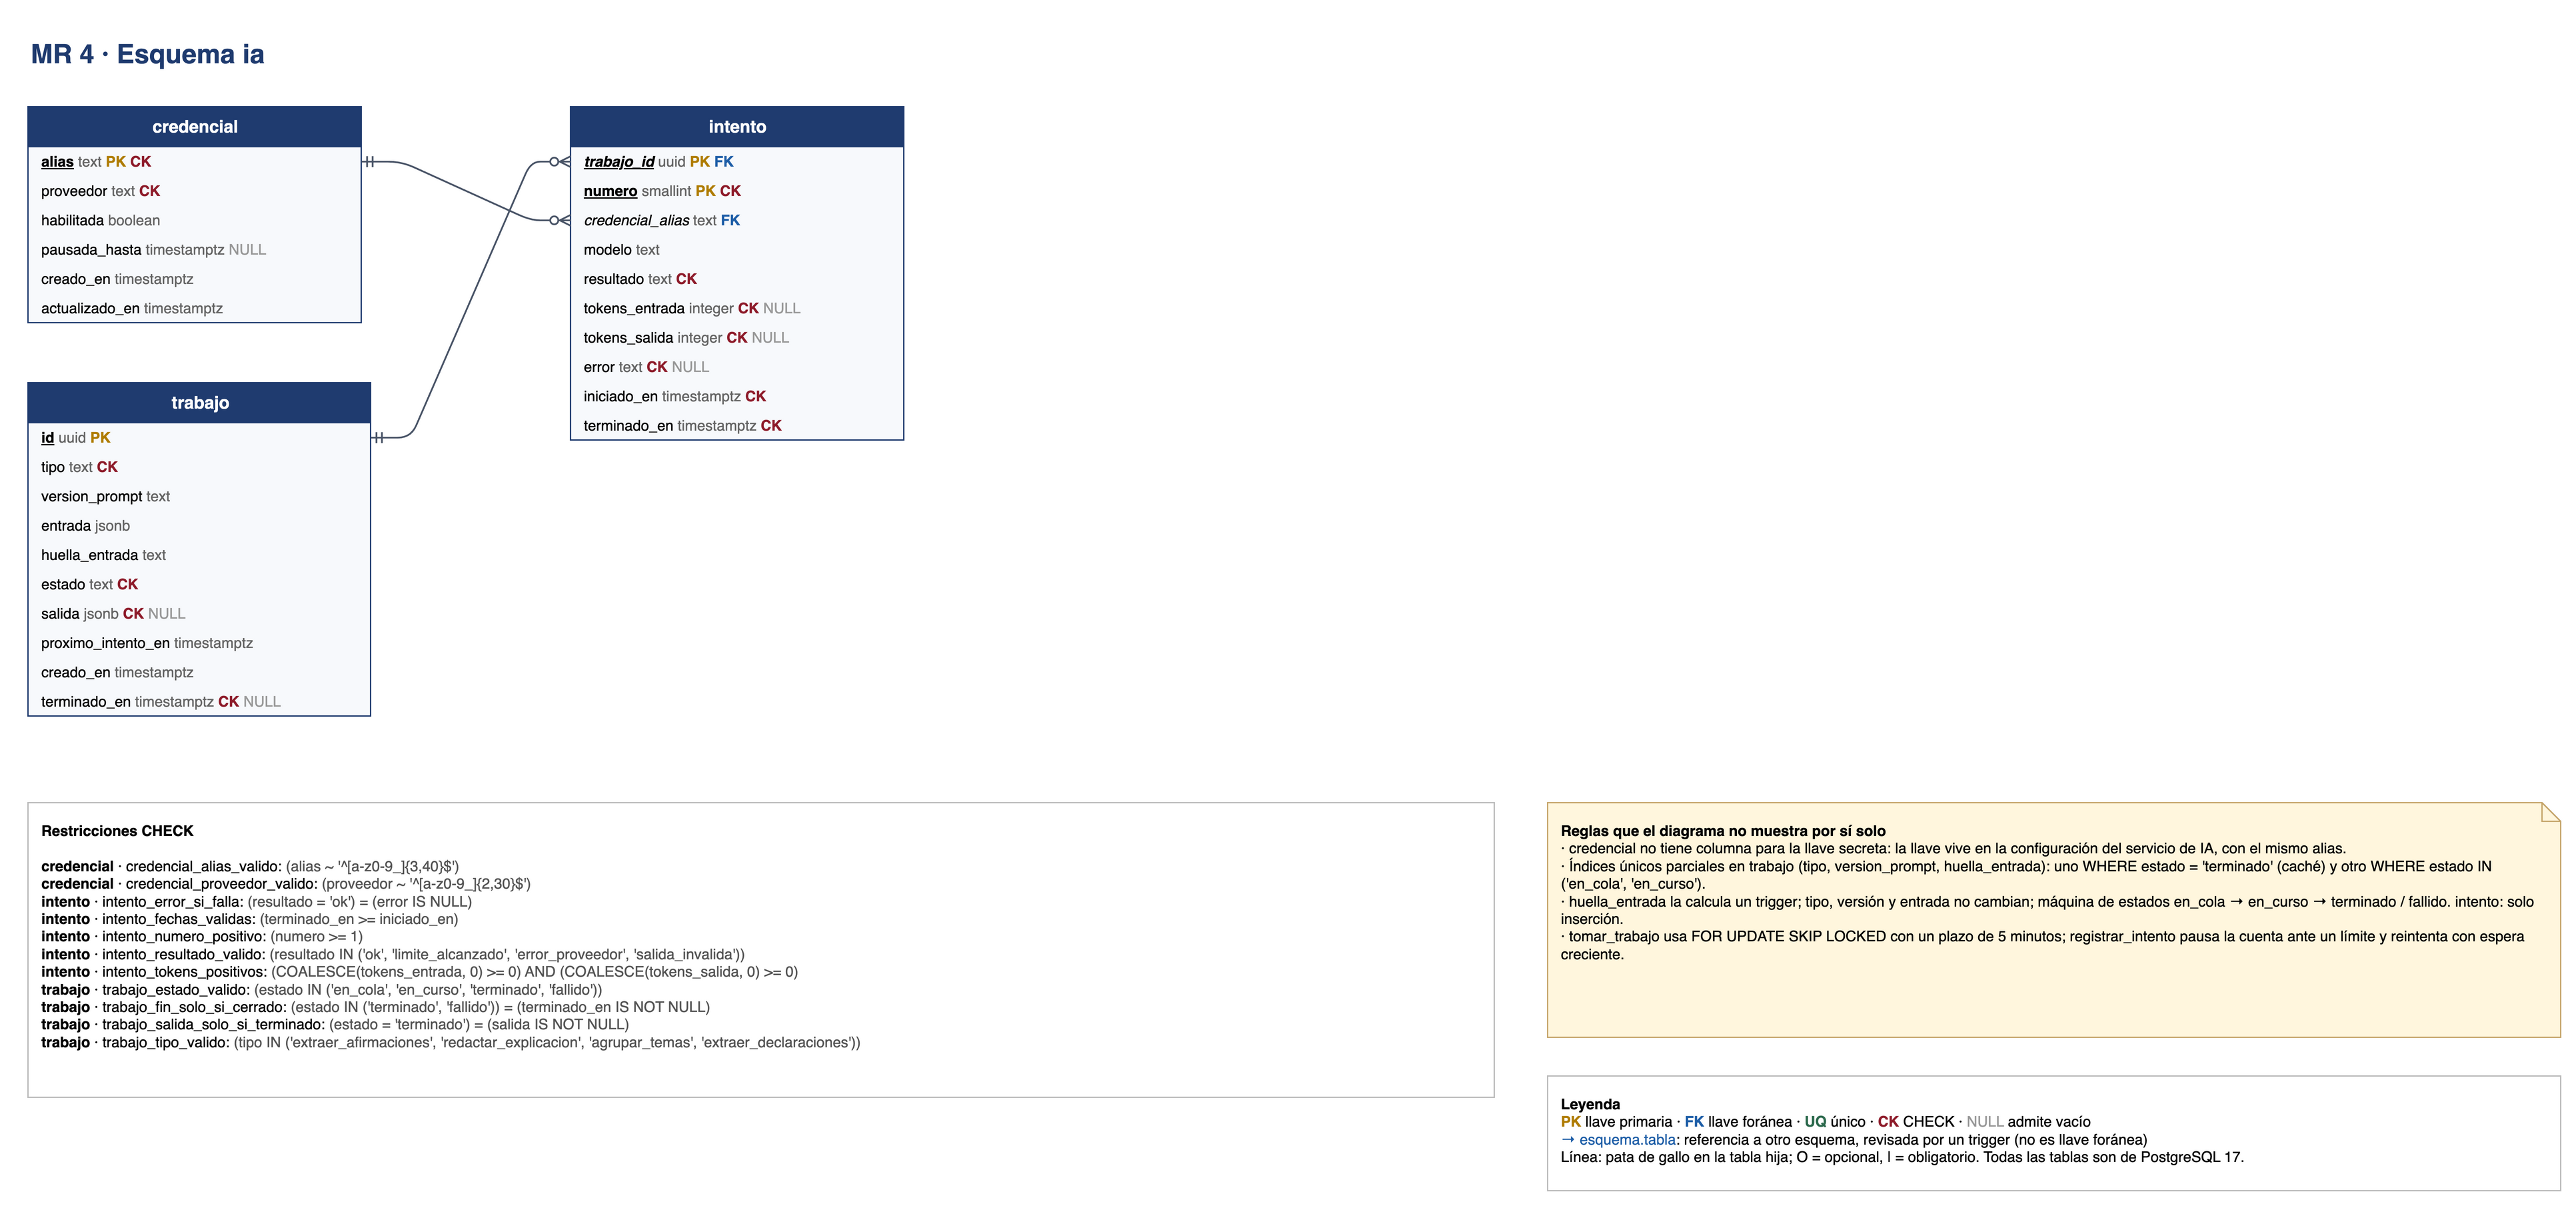 MR 4 · Esquema ia
credencial
alias text PK CK
proveedor text CK
habilitada boolean
pausada_hasta timestamptz NULL
creado_en timestamptz
actualizado_en timestamptz
intento
trabajo_id uuid PK FK
numero smallint PK CK
credencial_alias text FK
modelo text
resultado text CK
tokens_entrada integer CK NULL
tokens_salida integer CK NULL
error text CK NULL
iniciado_en timestamptz CK
terminado_en timestamptz CK
trabajo
id uuid PK
tipo text CK
version_prompt text
entrada jsonb
huella_entrada text
estado text CK
salida jsonb CK NULL
proximo_intento_en timestamptz
creado_en timestamptz
terminado_en timestamptz CK NULL
Restricciones CHECK
credencial · credencial_alias_valido: (alias ~ '^[a-z0-9_]{3,40}$')
credencial · credencial_proveedor_valido: (proveedor ~ '^[a-z0-9_]{2,30}$')
intento · intento_error_si_falla: (resultado = 'ok') = (error IS NULL)
intento · intento_fechas_validas: (terminado_en >= iniciado_en)
intento · intento_numero_positivo: (numero >= 1)
intento · intento_resultado_valido: (resultado IN ('ok', 'limite_alcanzado', 'error_proveedor', 'salida_invalida'))
intento · intento_tokens_positivos: (COALESCE(tokens_entrada, 0) >= 0) AND (COALESCE(tokens_salida, 0) >= 0)
trabajo · trabajo_estado_valido: (estado IN ('en_cola', 'en_curso', 'terminado', 'fallido'))
trabajo · trabajo_fin_solo_si_cerrado: (estado IN ('terminado', 'fallido')) = (terminado_en IS NOT NULL)
trabajo · trabajo_salida_solo_si_terminado: (estado = 'terminado') = (salida IS NOT NULL)
trabajo · trabajo_tipo_valido: (tipo IN ('extraer_afirmaciones', 'redactar_explicacion', 'agrupar_temas', 'extraer_declaraciones'))
Reglas que el diagrama no muestra por sí solo
· credencial no tiene columna para la llave secreta: la llave vive en la configuración del servicio de IA, con el mismo alias.
· Índices únicos parciales en trabajo (tipo, version_prompt, huella_entrada): uno WHERE estado = 'terminado' (caché) y otro WHERE estado IN
('en_cola', 'en_curso').
· huella_entrada la calcula un trigger; tipo, versión y entrada no cambian; máquina de estados en_cola → en_curso → terminado / fallido. intento: solo
inserción.
· tomar_trabajo usa FOR UPDATE SKIP LOCKED con un plazo de 5 minutos; registrar_intento pausa la cuenta ante un límite y reintenta con espera
creciente.
Leyenda
PK llave primaria · FK llave foránea · UQ único · CK CHECK · NULL admite vacío
→ esquema.tabla: referencia a otro esquema, revisada por un trigger (no es llave foránea)
Línea: pata de gallo en la tabla hija; O = opcional, I = obligatorio. Todas las tablas son de PostgreSQL 17.